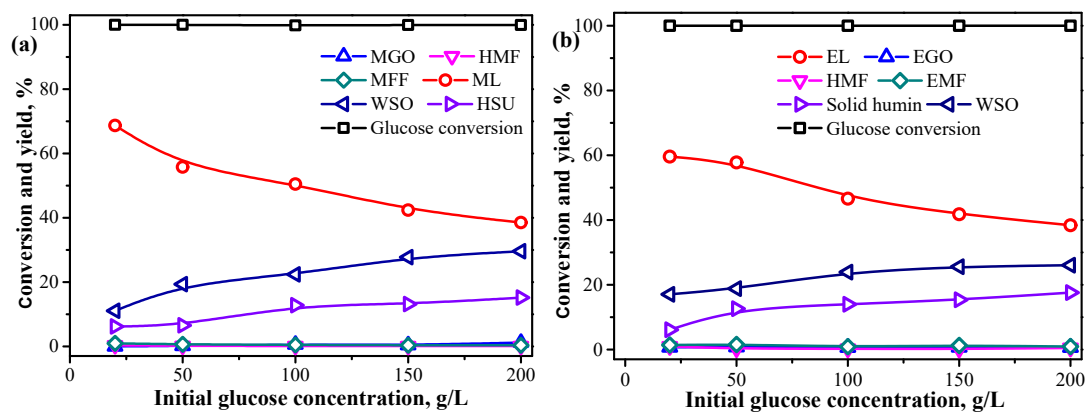 (a)
MGO HMF
MFF ML
WSO HSU
Glucose conversion
Conversion and yield, %
100
80
60
40
20
0
0 50 100 150 200
Initial glucose concentration, g/L
(b)
EL EGO
HMF EMF
Solid humin WSO
Glucose conversion
Conversion and yield, %
100
80
60
40
20
0
0 50 100 150 200
Initial glucose concentration, g/L